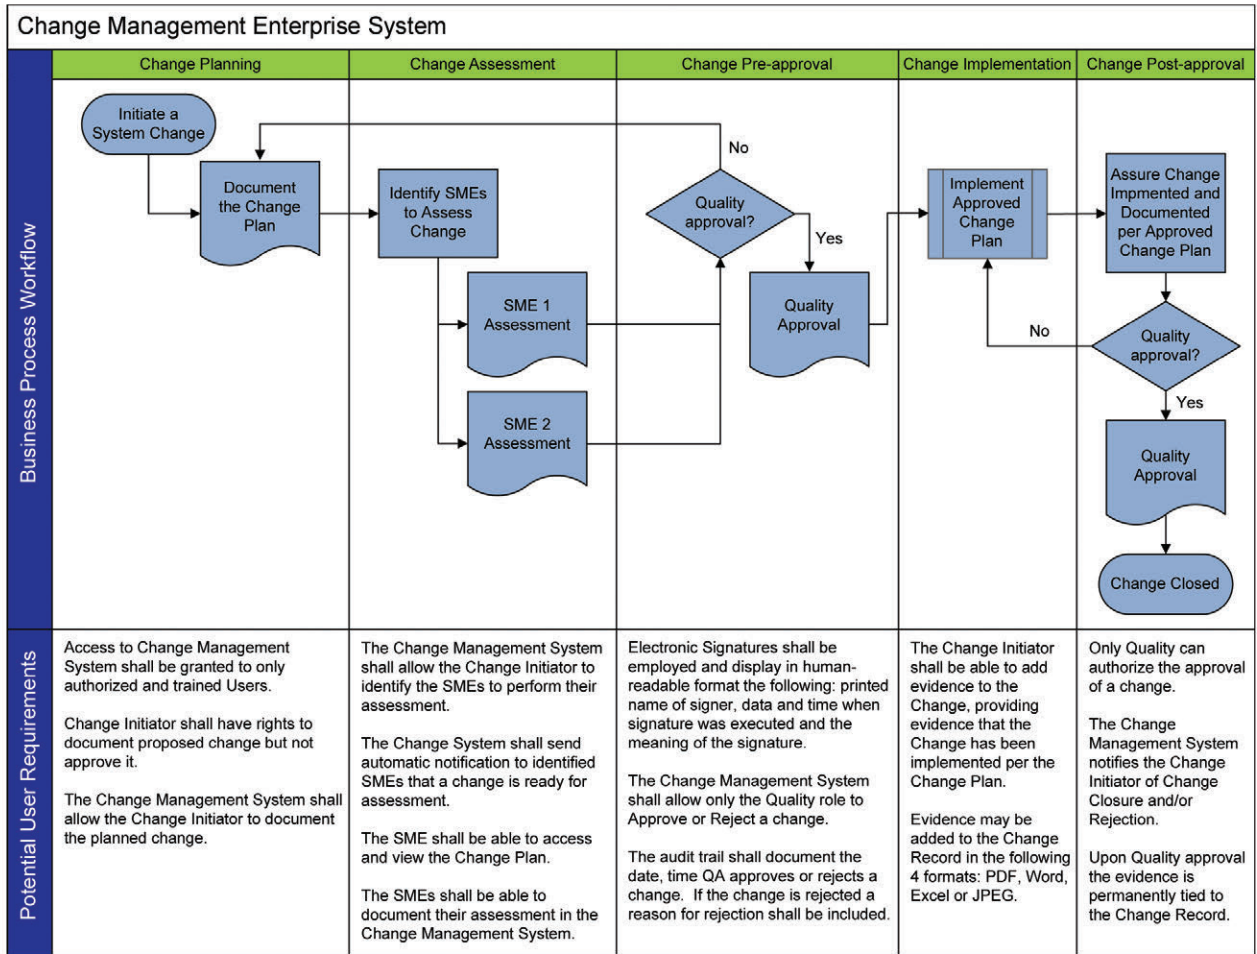 Change Management Enterprise System
Business Process Workflow
Change Planning
Change Assessment
Change Pre-approval
Change Implementation
Change Post-approval
Initiate a
System Change
Document
the Change
Plan
Identify SMEs
to Assess
Change
SME 1
Assessment
SME 2
Assessment
No
Quality
approval?
Yes
Quality
Approval
Implement
Approved
Change
Plan
Assure Change
Impmented and
Documented
per Approved
Change Plan
No
Quality
approval?
Yes
Quality
Approval
Change Closed
Potential User Requirements
Access to Change Management
System shall be granted to only
authorized and trained Users.
Change Initiator shall have rights to
document proposed change but not
approve it.
The Change Management System shall
allow the Change Initiator to document
the planned change.
The Change Management System
shall allow the Change Initiator to
identify the SMEs to perform their
assessment.
The Change System shall send
automatic notification to identified
SMEs that a change is ready for
assessment.
The SME shall be able to access
and view the Change Plan.
The SMEs shall be able to
document their assessment in the
Change Management System.
Electronic Signatures shall be
employed and display in human-
readable format the following: printed
name of signer, data and time when
signature was executed and the
meaning of the signature.
The Change Management System
shall allow only the Quality role to
Approve or Reject a change.
The audit trail shall document the
date, time QA approves or rejects a
change.  If the change is rejected a
reason for rejection shall be included.
The Change Initiator
shall be able to add
evidence to the
Change, providing
evidence that the
Change has been
implemented per the
Change Plan.
Evidence may be
added to the Change
Record in the following
4 formats: PDF, Word,
Excel or JPEG.
Only Quality can
authorize the approval
of a change.
The Change
Management System
notifies the Change
Initiator of Change
Closure and/or
Rejection.
Upon Quality approval
the evidence is
permanently tied to
the Change Record.